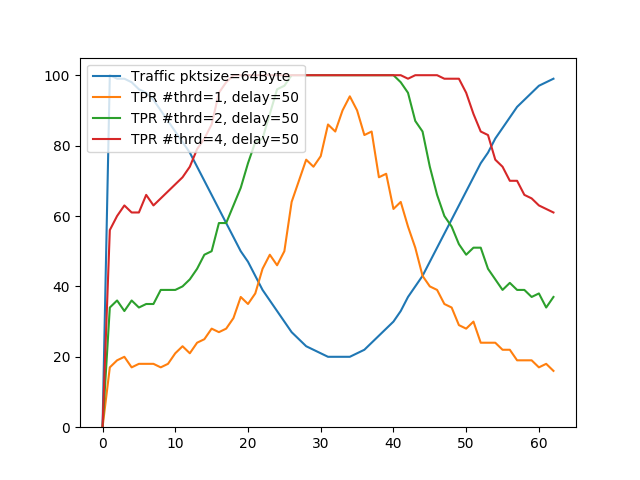 Traffic pktsize=64Byte
TPR #thrd=1, delay=50
TPR #thrd=2, delay=50
TPR #thrd=4, delay=50
100
80
60
40
20
0
0 10 20 30 40 50 60